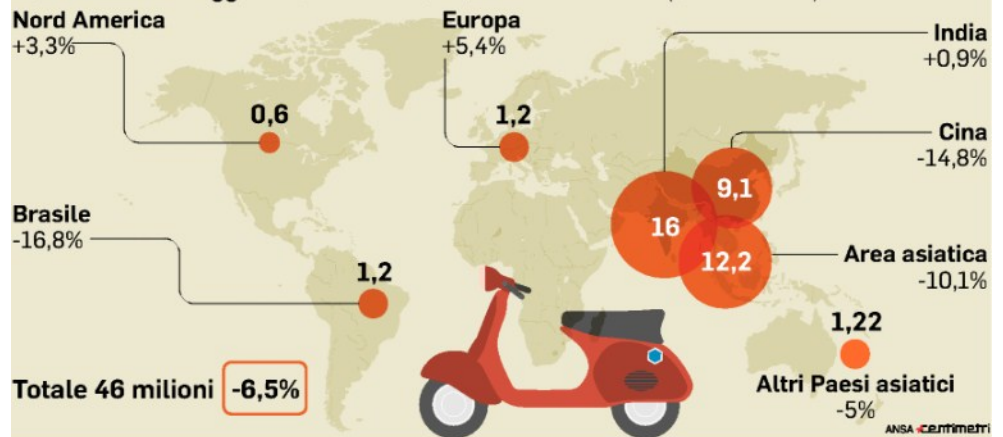 Nord America
+3,3%
0,6
Europa
+5,4%
1,2
India
+0,9%
16
Cina
-14,8%
9,1
Brasile
-16,8%
1,2
Area asiatica
-10,1%
12,2
1,22
Altri Paesi asiatici
-5%
Totale 46 milioni -6,5%
ANSA centimetri